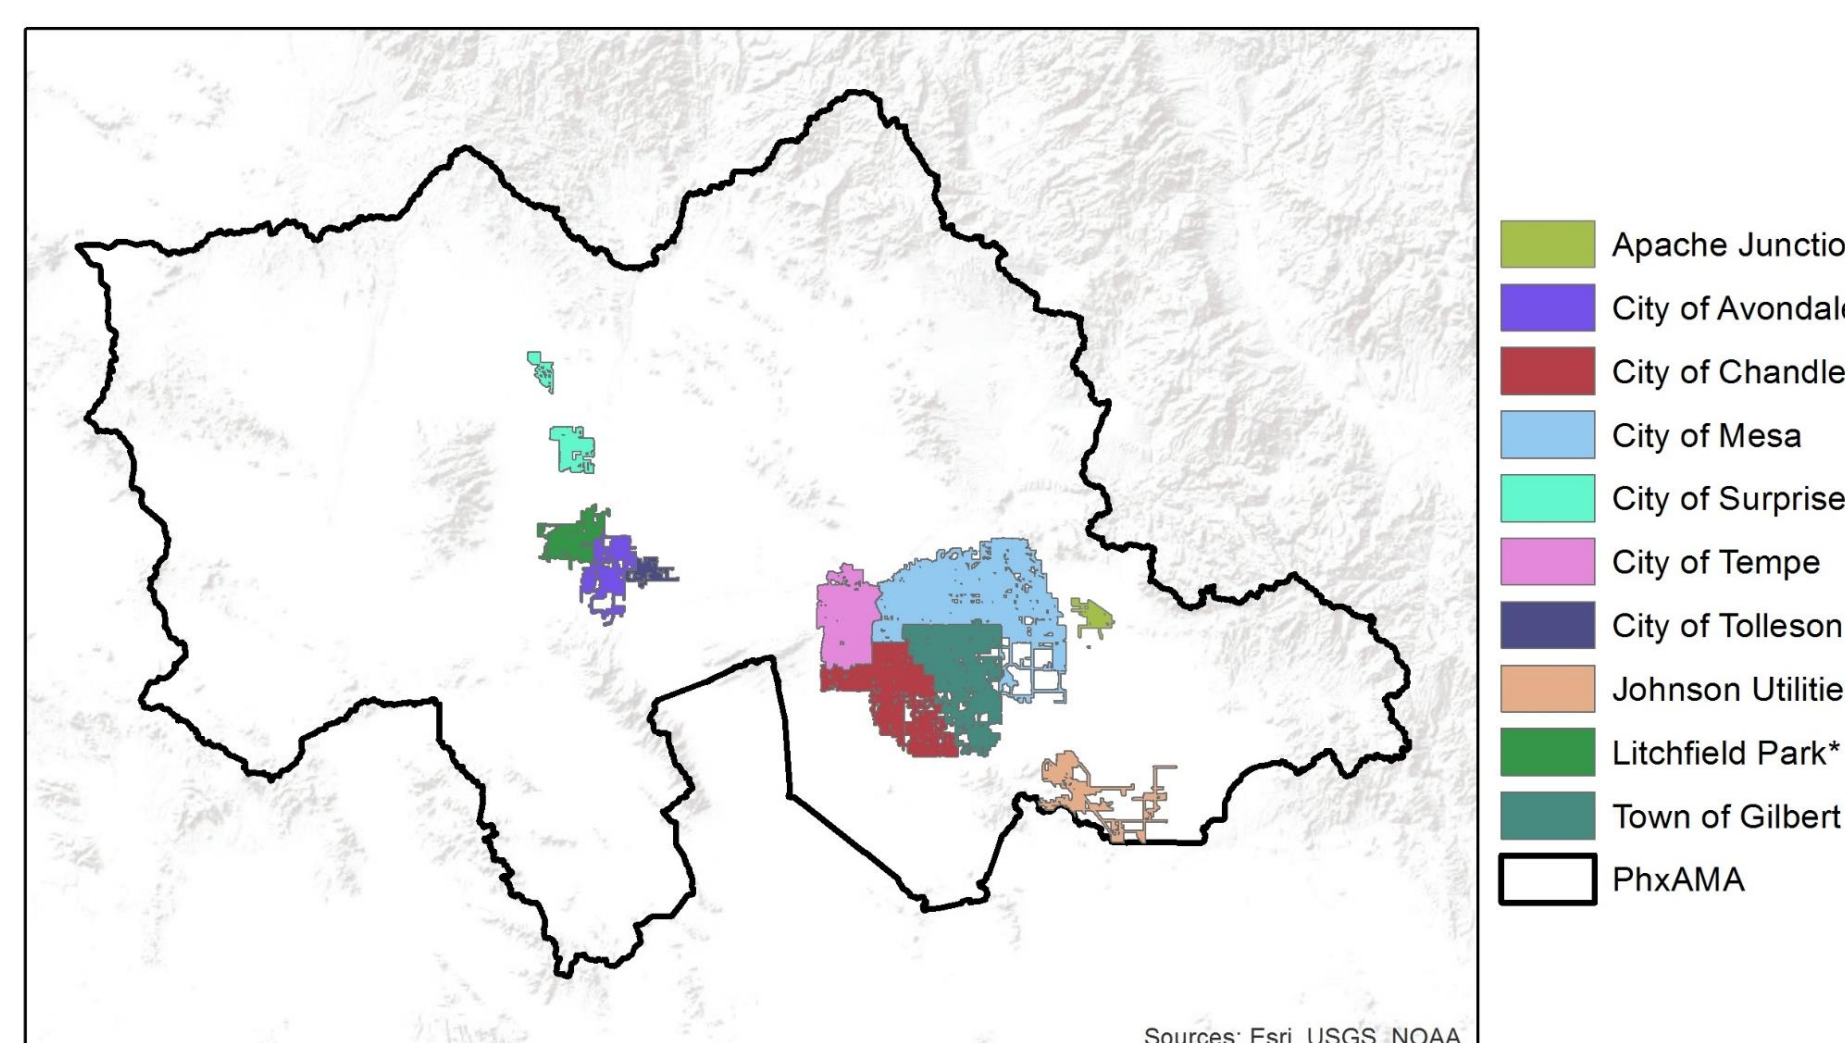 Apache Junctio
City of Avondale
City of Chandle
City of Mesa
City of Surprise
City of Tempe
City of Tolleson
Johnson Utilitie
Litchfield Park*
Town of Gilbert
PhxAMA
Sources: Esri, USGS, NOAA